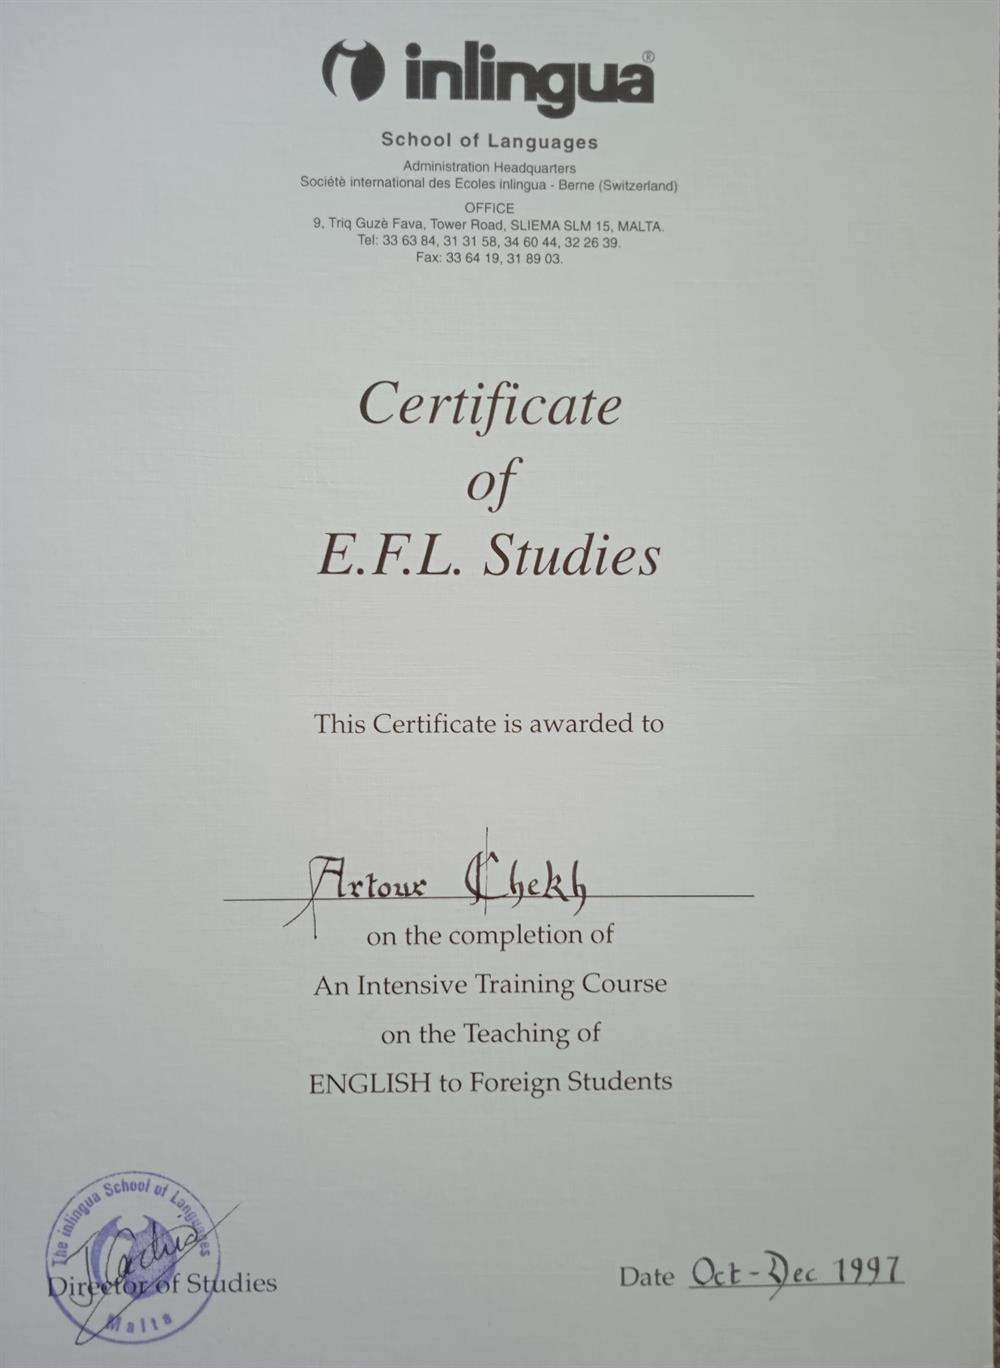 inlingua®
School of Languages
Administration Headquarters
Sociétè international des Ecoles inlingua - Berne (Switzerland)
OFFICE
9, Triq Guzè Fava, Tower Road, SLIEMA SLM 15, MALTA.
Tel: 33 63 84, 31 31 58, 34 60 44, 32 26 39.
Fax: 33 64 19, 31 89 03.
Certificate
of
E.F.L. Studies
This Certificate is awarded to
Artour Chekh
on the completion of
An Intensive Training Course
on the Teaching of
ENGLISH to Foreign Students
The inlingua School of Languages
Malta
Director of Studies
Date Oct - Dec 1997